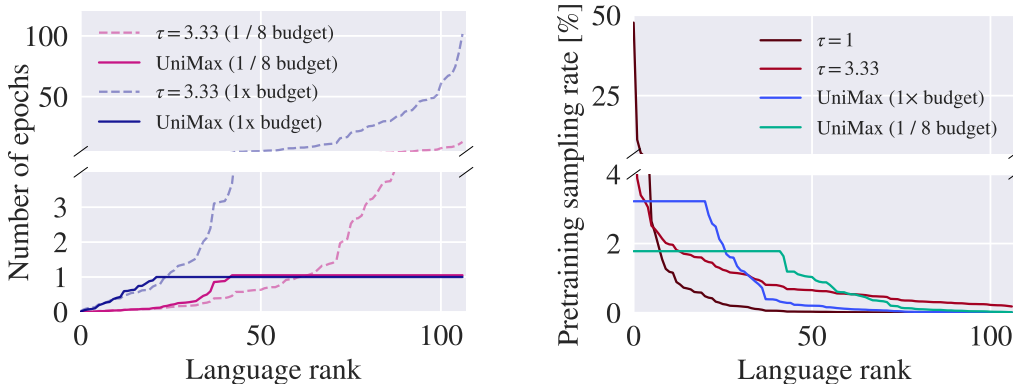 Number of epochs
100
50
3
2
1
0
τ = 3.33 (1 / 8 budget)
UniMax (1 / 8 budget)
τ = 3.33 (1x budget)
UniMax (1x budget)
0
50
100
Language rank
Pretraining sampling rate [%]
50
25
4
2
0
τ = 1
τ = 3.33
UniMax (1× budget)
UniMax (1 / 8 budget)
0
50
100
Language rank